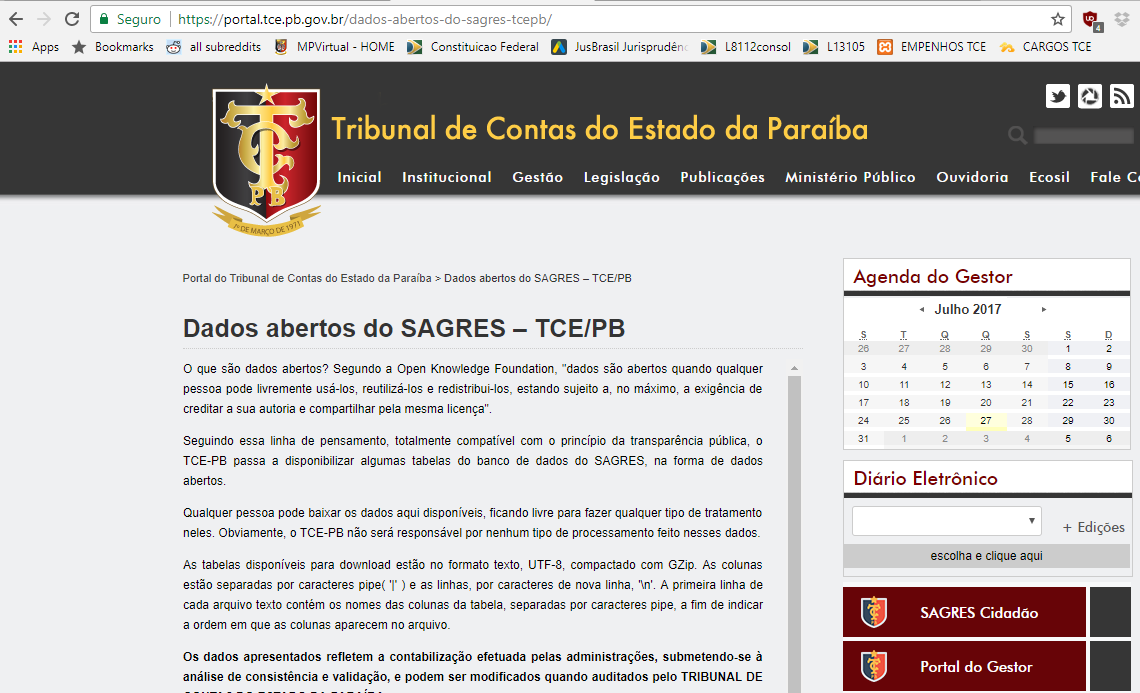 Seguro
https://portal.tce.pb.gov.br/dados-abertos-do-sagres-tcepb/
4
Apps
Bookmarks
all subreddits
MPVirtual - HOME
Constituicao Federal
JusBrasil Jurisprudênc
L8112consol
L13105
EMPENHOS TCE
CARGOS TCE
TCE
PB
1º DE MARÇO DE 1971
Tribunal de Contas do Estado da Paraíba
Inicial Institucional Gestão Legislação Publicações Ministério Público Ouvidoria Ecosil Fale Co
Portal do Tribunal de Contas do Estado da Paraíba > Dados abertos do SAGRES – TCE/PB
Dados abertos do SAGRES – TCE/PB
O que são dados abertos? Segundo a Open Knowledge Foundation, "dados são abertos quando qualquer
pessoa pode livremente usá-los, reutilizá-los e redistribui-los, estando sujeito a, no máximo, a exigência de
creditar a sua autoria e compartilhar pela mesma licença".
Seguindo essa linha de pensamento, totalmente compatível com o princípio da transparência pública, o
TCE-PB passa a disponibilizar algumas tabelas do banco de dados do SAGRES, na forma de dados
abertos.
Qualquer pessoa pode baixar os dados aqui disponíveis, ficando livre para fazer qualquer tipo de tratamento
neles. Obviamente, o TCE-PB não será responsável por nenhum tipo de processamento feito nesses dados.
As tabelas disponíveis para download estão no formato texto, UTF-8, compactado com GZip. As colunas
estão separadas por caracteres pipe( '|' ) e as linhas, por caracteres de nova linha, '\n'. A primeira linha de
cada arquivo texto contém os nomes das colunas da tabela, separadas por caracteres pipe, a fim de indicar
a ordem em que as colunas aparecem no arquivo.
Os dados apresentados refletem a contabilização efetuada pelas administrações, submetendo-se à
análise de consistência e validação, e podem ser modificados quando auditados pelo TRIBUNAL DE
CONTAS DO ESTADO DA PARAÍBA
Agenda do Gestor
Julho 2017
S T Q Q S S D
26 27 28 29 30 1 2
3 4 5 6 7 8 9
10 11 12 13 14 15 16
17 18 19 20 21 22 23
24 25 26 27 28 29 30
31 1 2 3 4 5 6
Diário Eletrônico
+ Edições
escolha e clique aqui
SAGRES Cidadão
Portal do Gestor